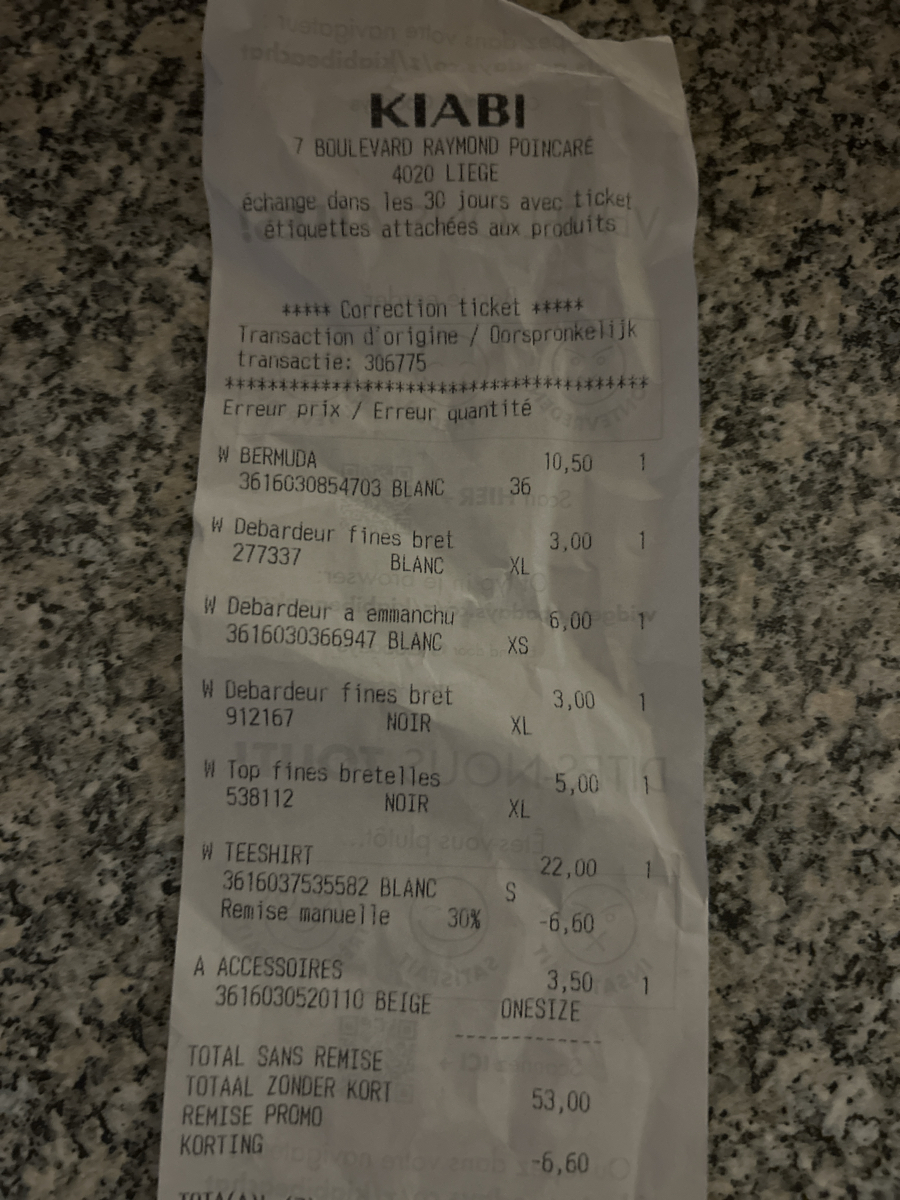 KIABI
7 BOULEVARD RAYMOND POINCARÉ
4020 LIEGE
échange dans les 30 jours avec ticket
étiquettes attachées aux produits
***** Correction ticket *****
Transaction d'origine / Oorspronkelijk
transactie: 306775
****************************************
Erreur prix / Erreur quantité
W BERMUDA 10,50 1
3616030854703 BLANC 36
W Debardeur fines bret 3,00 1
277337 BLANC XL
W Debardeur a emmanchu 6,00 1
3616030366947 BLANC XS
W Debardeur fines bret 3,00 1
912167 NOIR XL
W Top fines bretelles 5,00 1
538112 NOIR XL
W TEESHIRT 22,00 1
3616037535582 BLANC S
Remise manuelle 30% -6,60
A ACCESSOIRES 3,50 1
3616030520110 BEIGE ONESIZE
----------------
TOTAL SANS REMISE
TOTAAL ZONDER KORT 53,00
REMISE PROMO
KORTING -6,60